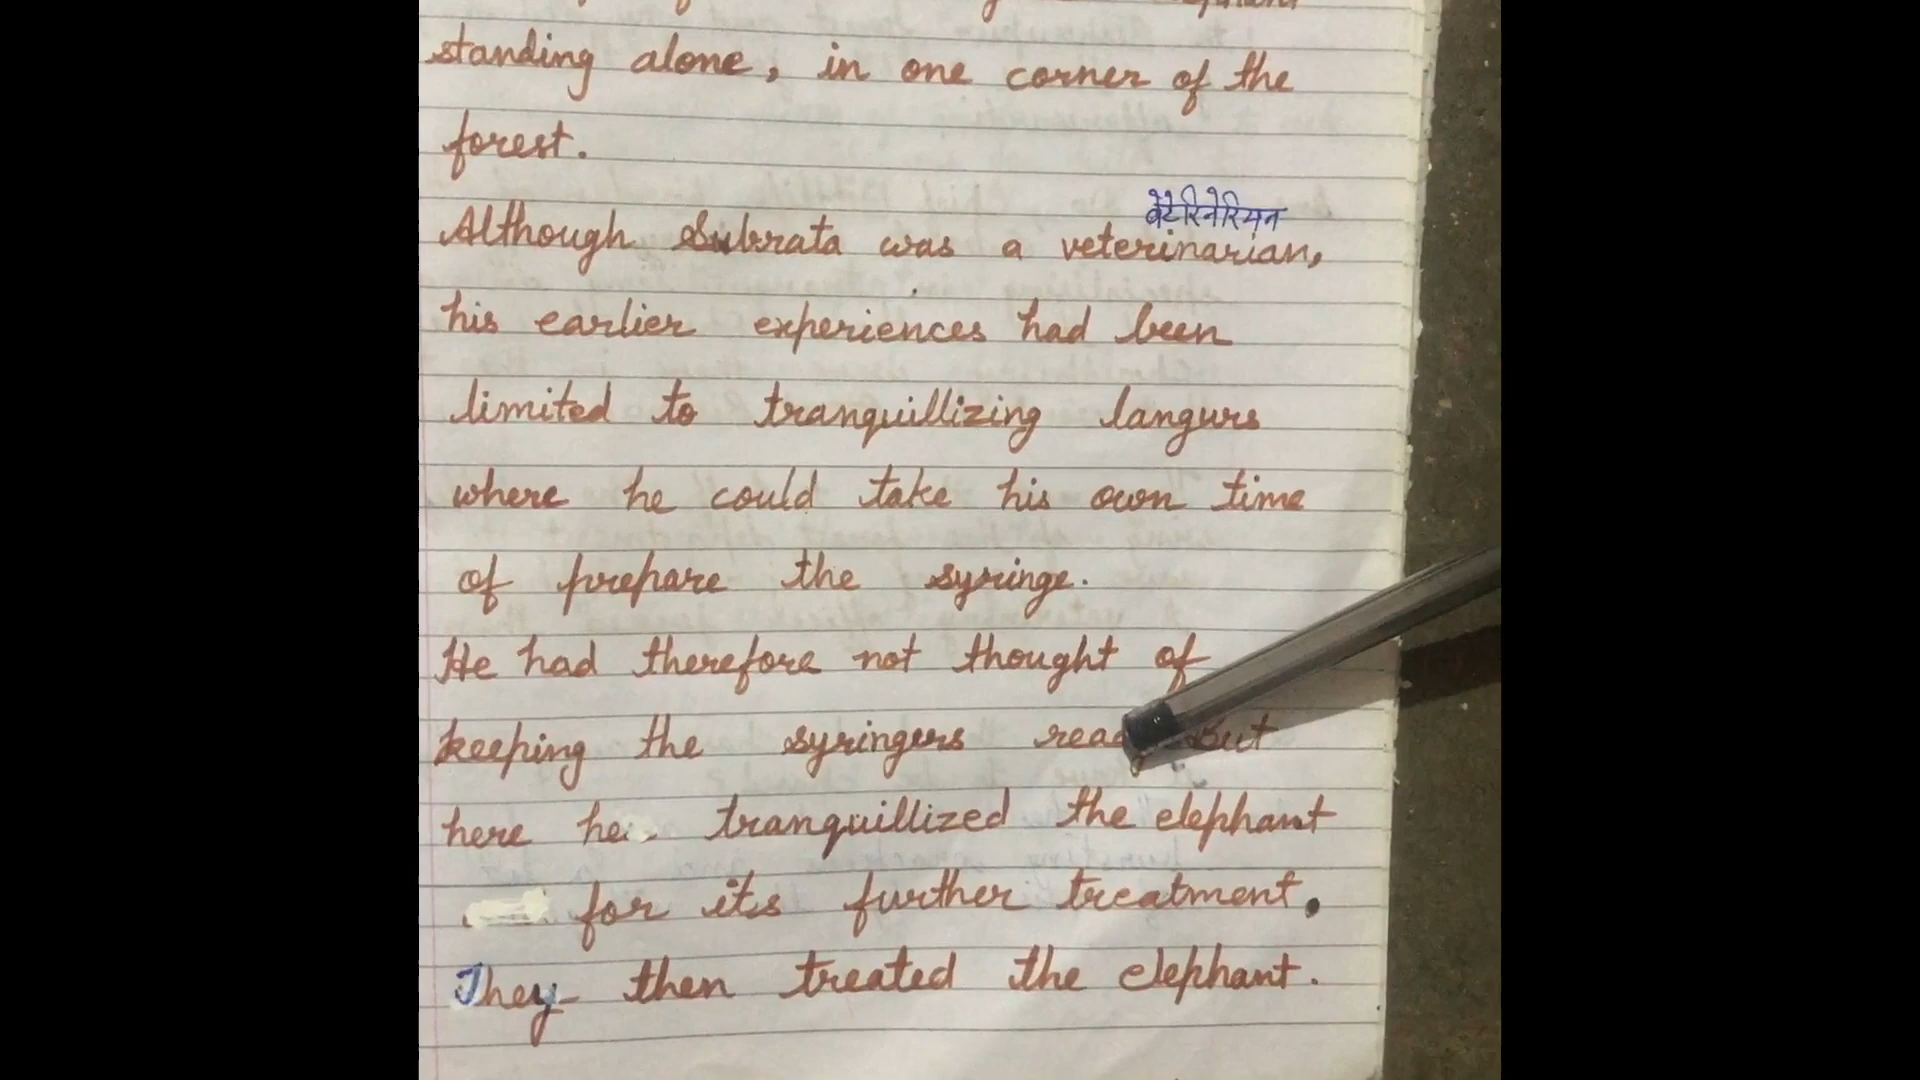 standing alone, in one corner of the
forest.
वेटेरिनेरियन
Although Subrata was a veterinarian,
his earlier experiences had been
limited to tranquillizing langurs
where he could take his own time
of prepare the syringe.
He had therefore not thought of
keeping the syringers But
here he tranquillized the elephant
for its further treatment.
They then treated the elephant.